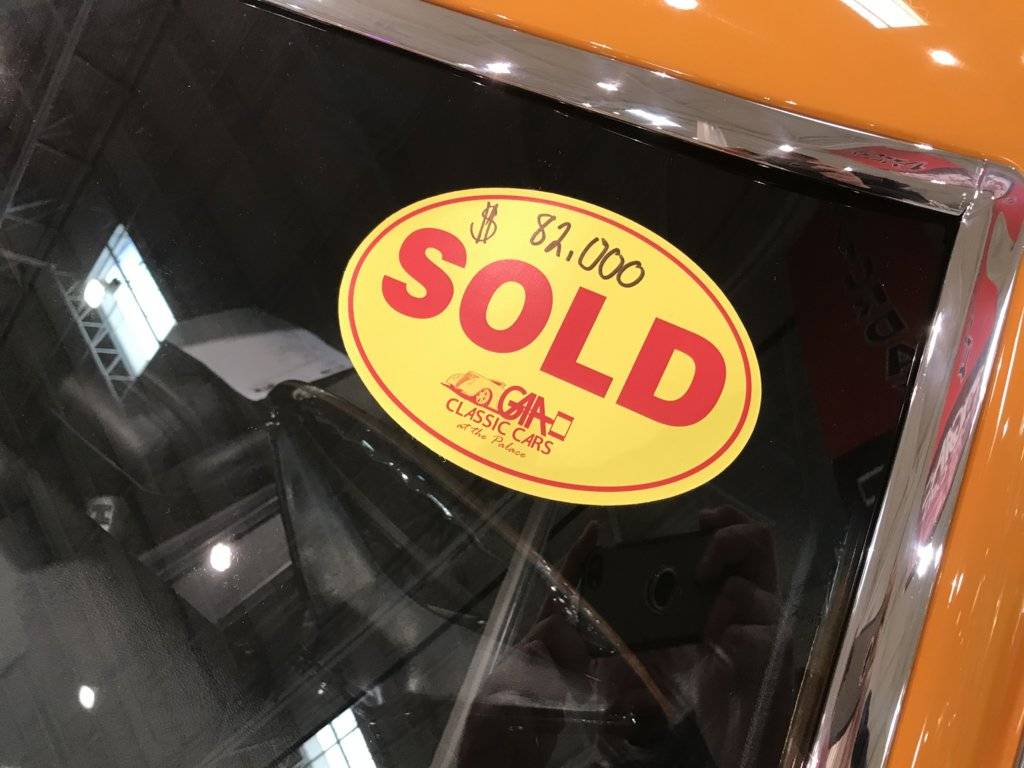 $ 82,000
SOLD
GAA
CLASSIC CARS
at the Palace